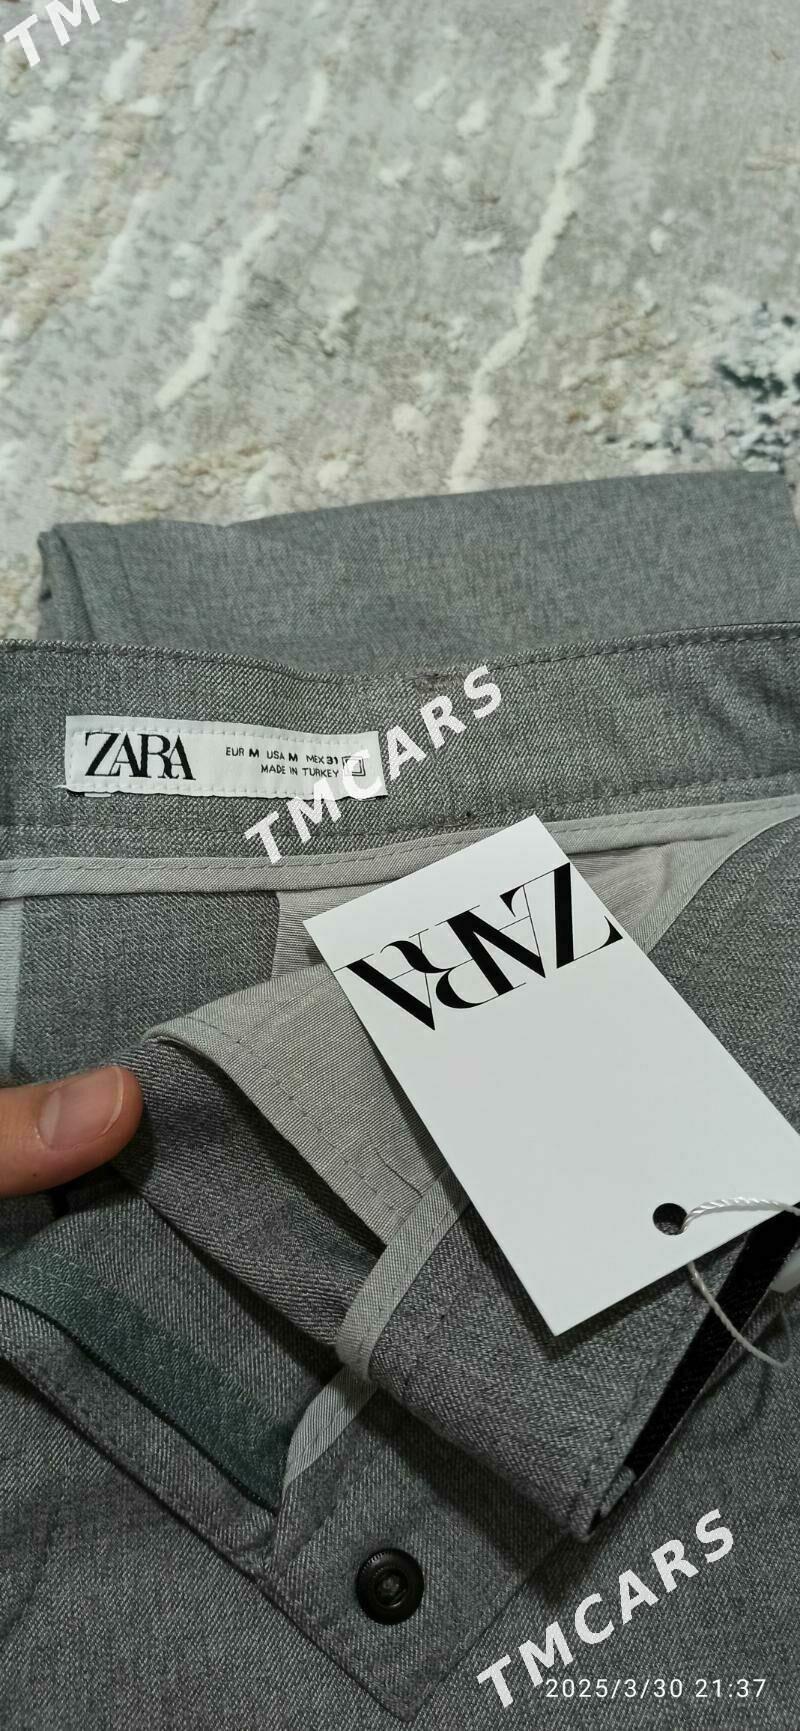 TMCARS
ZARA
EUR M USA M MEX 31
MADE IN TURKEY
TMCARS
ZARA
TMCARS
2025/3/30 21:37